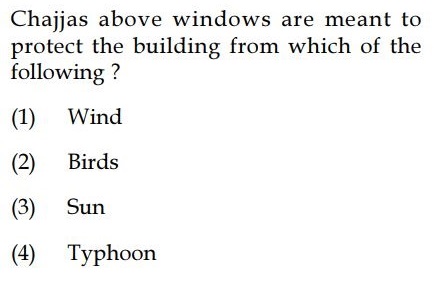 Chajjas above windows are meant to
protect the building from which of the
following ?
(1) Wind
(2) Birds
(3) Sun
(4) Typhoon